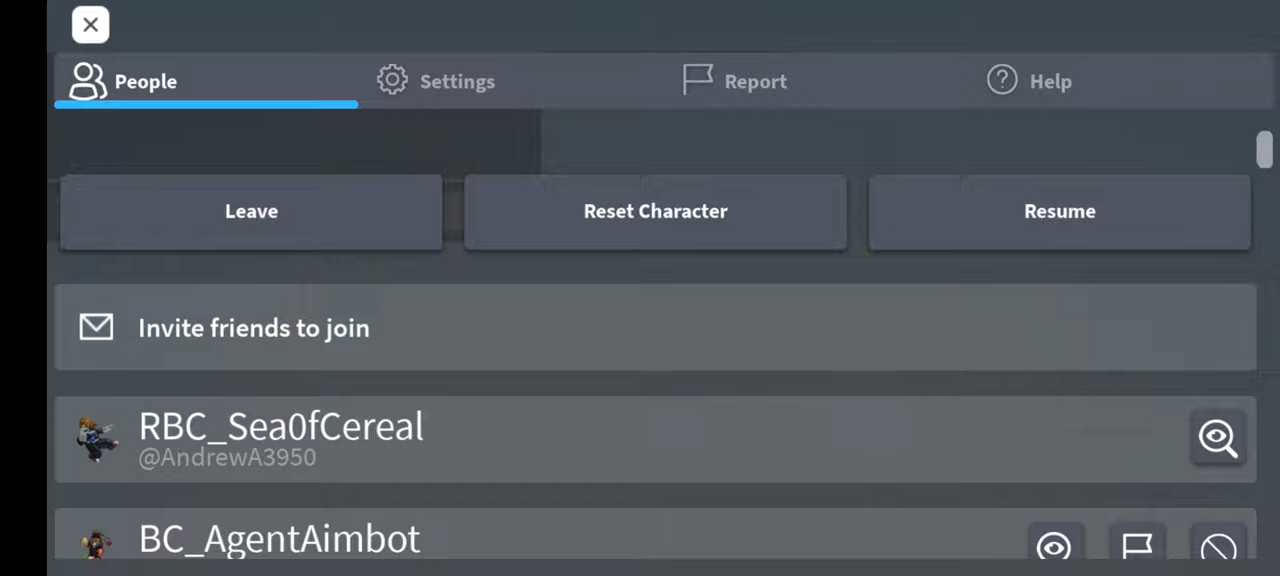 People
Settings
Report
Help
Leave
Reset Character
Resume
Invite friends to join
RBC_Sea0fCereal
@AndrewA3950
BC_AgentAimbot